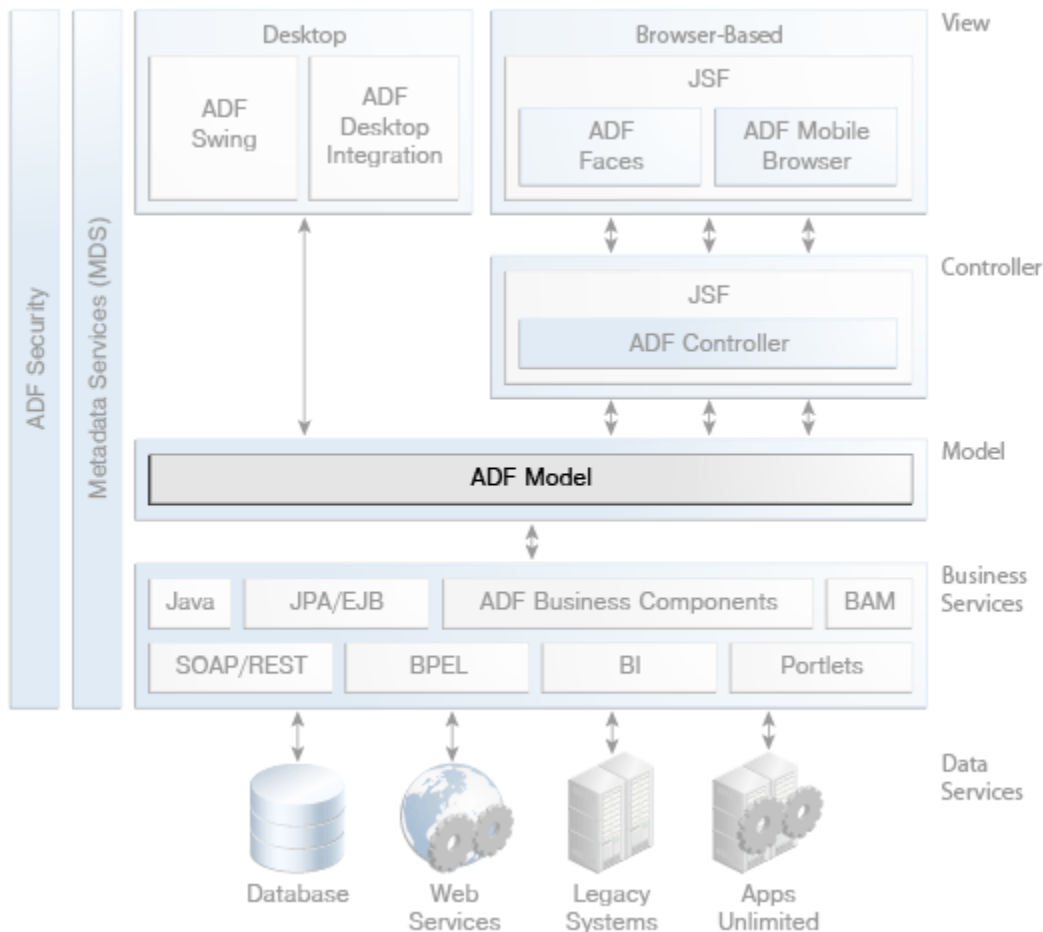 ADF Security
Metadata Services (MDS)
Desktop
ADF
Swing
ADF
Desktop
Integration
Browser-Based
JSF
ADF
Faces
ADF Mobile
Browser
View
JSF
ADF Controller
Controller
ADF Model
Model
Java
JPA/EJB
ADF Business Components
BAM
SOAP/REST
BPEL
BI
Portlets
Business
Services
Database
Web
Services
Legacy
Systems
Apps
Unlimited
Data
Services